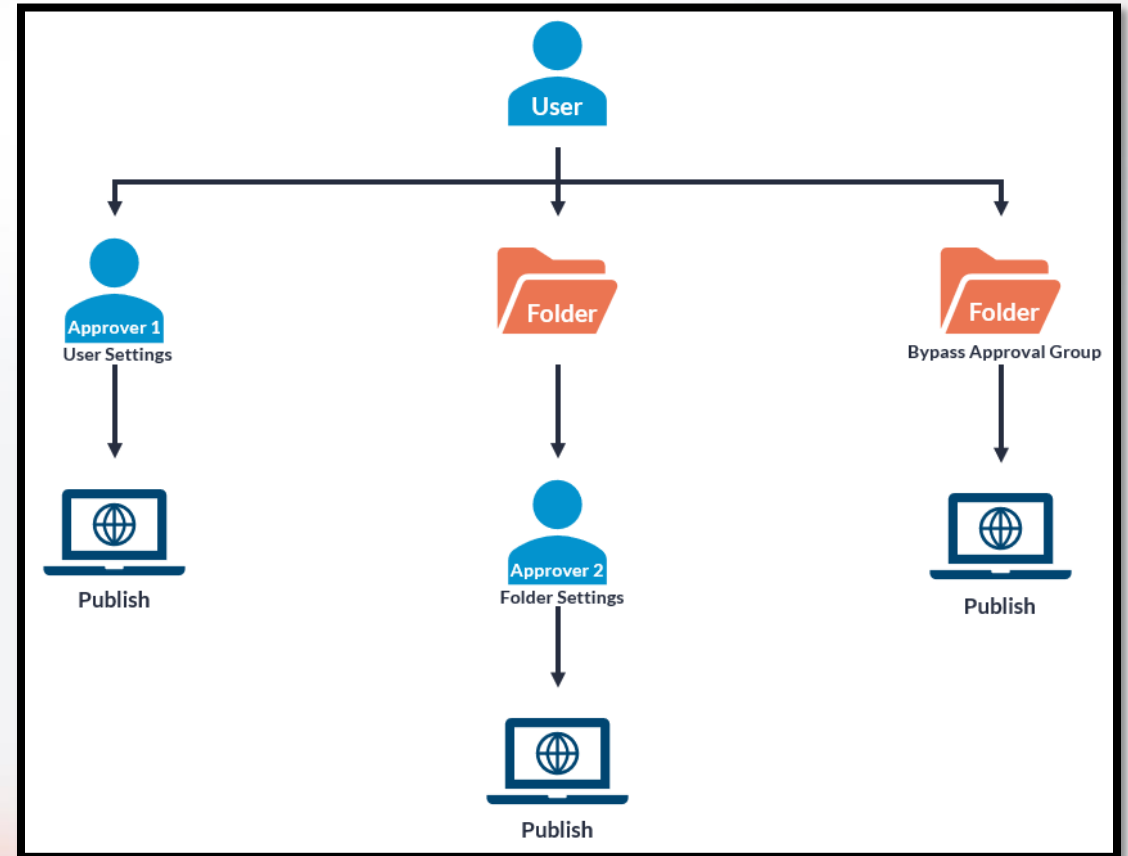 User
Approver 1
User Settings
Folder
Folder
Bypass Approval Group
Publish
Approver 2
Folder Settings
Publish
Publish